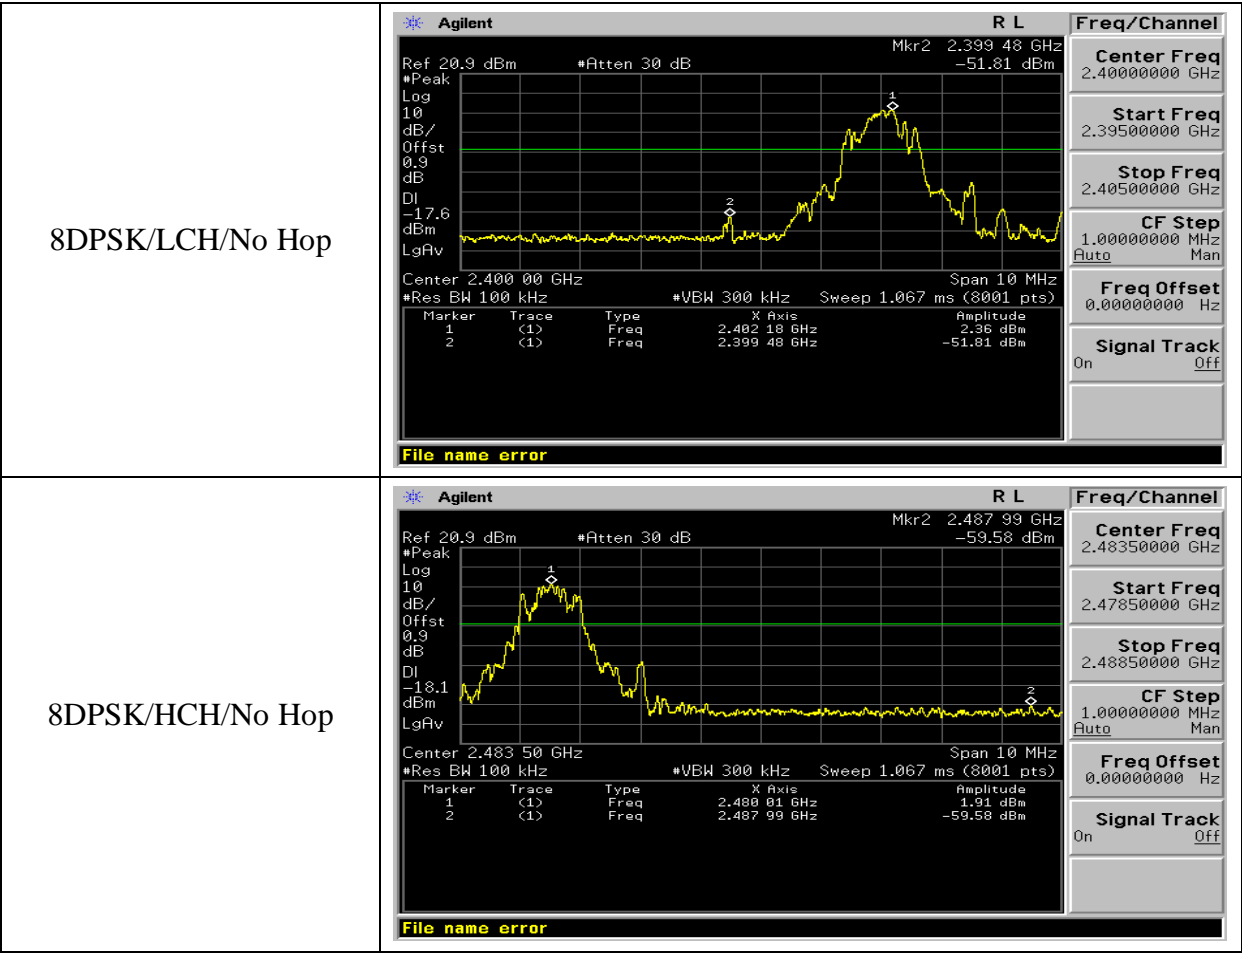 8DPSK/LCH/No Hop
Agilent R L Freq/Channel
Mkr2 2.399 48 GHz
Ref 20.9 dBm #Atten 30 dB -51.81 dBm
#Peak
Log
10
dB/
Offst
0.9
dB
DI
-17.6
dBm
LgAv
1
2
Center 2.400 00 GHz Span 10 MHz
#Res BW 100 kHz #VBW 300 kHz Sweep 1.067 ms (8001 pts)
Marker Trace Type X Axis Amplitude
1 (1) Freq 2.402 18 GHz 2.36 dBm
2 (1) Freq 2.399 48 GHz -51.81 dBm
Center Freq
2.40000000 GHz
Start Freq
2.39500000 GHz
Stop Freq
2.40500000 GHz
CF Step
1.00000000 MHz
Auto Man
Freq Offset
0.00000000 Hz
Signal Track
On Off
File name error
8DPSK/HCH/No Hop
Agilent R L Freq/Channel
Mkr2 2.487 99 GHz
Ref 20.9 dBm #Atten 30 dB -59.58 dBm
#Peak
Log
10
dB/
Offst
0.9
dB
DI
-18.1
dBm
LgAv
1
2
Center 2.483 50 GHz Span 10 MHz
#Res BW 100 kHz #VBW 300 kHz Sweep 1.067 ms (8001 pts)
Marker Trace Type X Axis Amplitude
1 (1) Freq 2.480 01 GHz 1.91 dBm
2 (1) Freq 2.487 99 GHz -59.58 dBm
Center Freq
2.48350000 GHz
Start Freq
2.47850000 GHz
Stop Freq
2.48850000 GHz
CF Step
1.00000000 MHz
Auto Man
Freq Offset
0.00000000 Hz
Signal Track
On Off
File name error